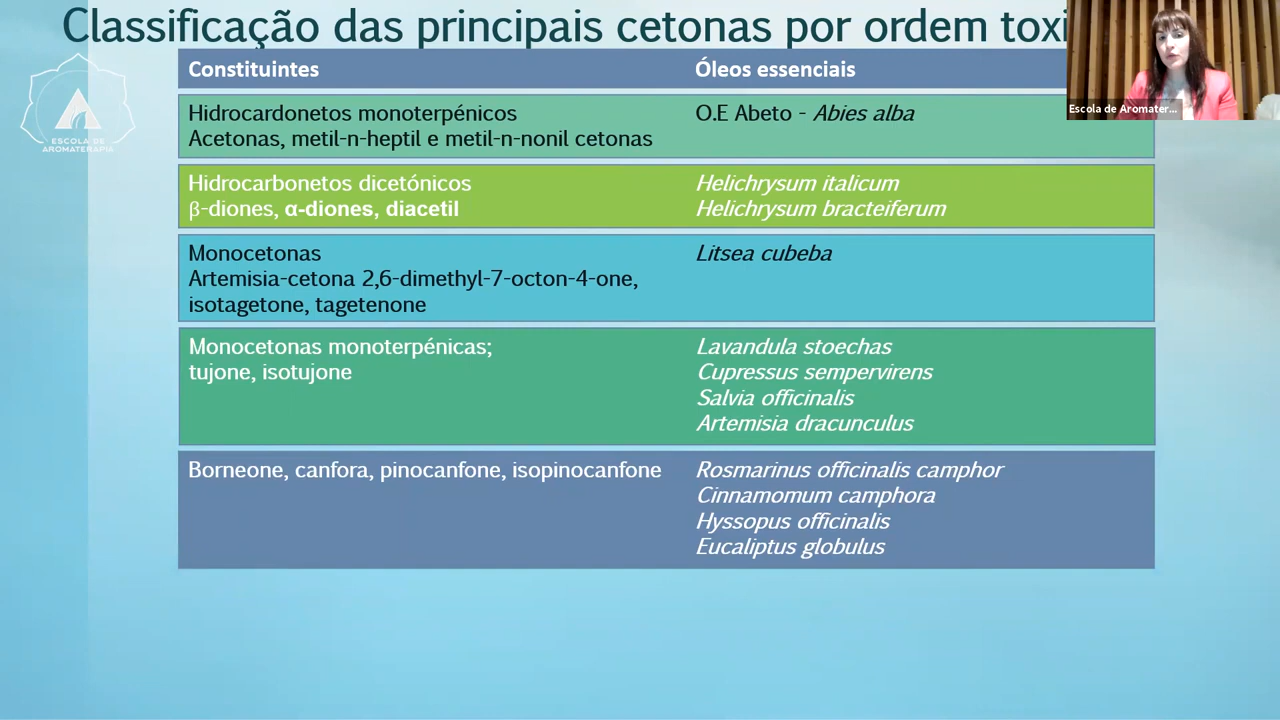 Classificação das principais cetonas por ordem toxi
Escola de Aromater...
ESCOLA DE
AROMATERAPIA
Constituintes Óleos essenciais
Hidrocardonetos monoterpénicos O.E Abeto - Abies alba
Acetonas, metil-n-heptil e metil-n-nonil cetonas
Hidrocarbonetos dicetónicos Helichrysum italicum
β-diones, α-diones, diacetil Helichrysum bracteiferum
Monocetonas Litsea cubeba
Artemisia-cetona 2,6-dimethyl-7-octon-4-one,
isotagetone, tagetenone
Monocetonas monoterpénicas; Lavandula stoechas
tujone, isotujone Cupressus sempervirens
Salvia officinalis
Artemisia dracunculus
Borneone, canfora, pinocanfone, isopinocanfone Rosmarinus officinalis camphor
Cinnamomum camphora
Hyssopus officinalis
Eucaliptus globulus